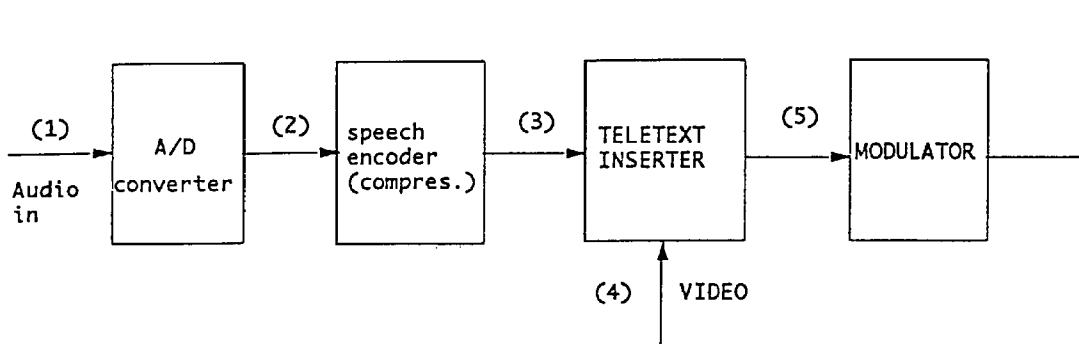 (1)
Audio
in
A/D
converter
(2)
speech
encoder
(compres.)
(3)
TELETEXT
INSERTER
(4)
VIDEO
(5)
MODULATOR